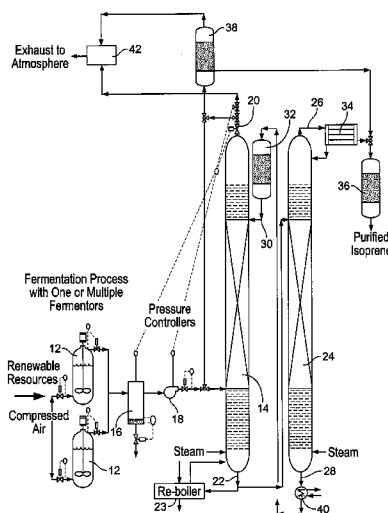 38
42
Exhaust to
Atmosphere
20
32
26
34
30
36
Purified
Isoprene
Fermentation Process
with One or Multiple
Fermentors
Pressure
Controllers
12
24
Renewable
Resources
14
18
Compressed
Air
16
12
Steam
Steam
22
28
Re-boiler
23
40